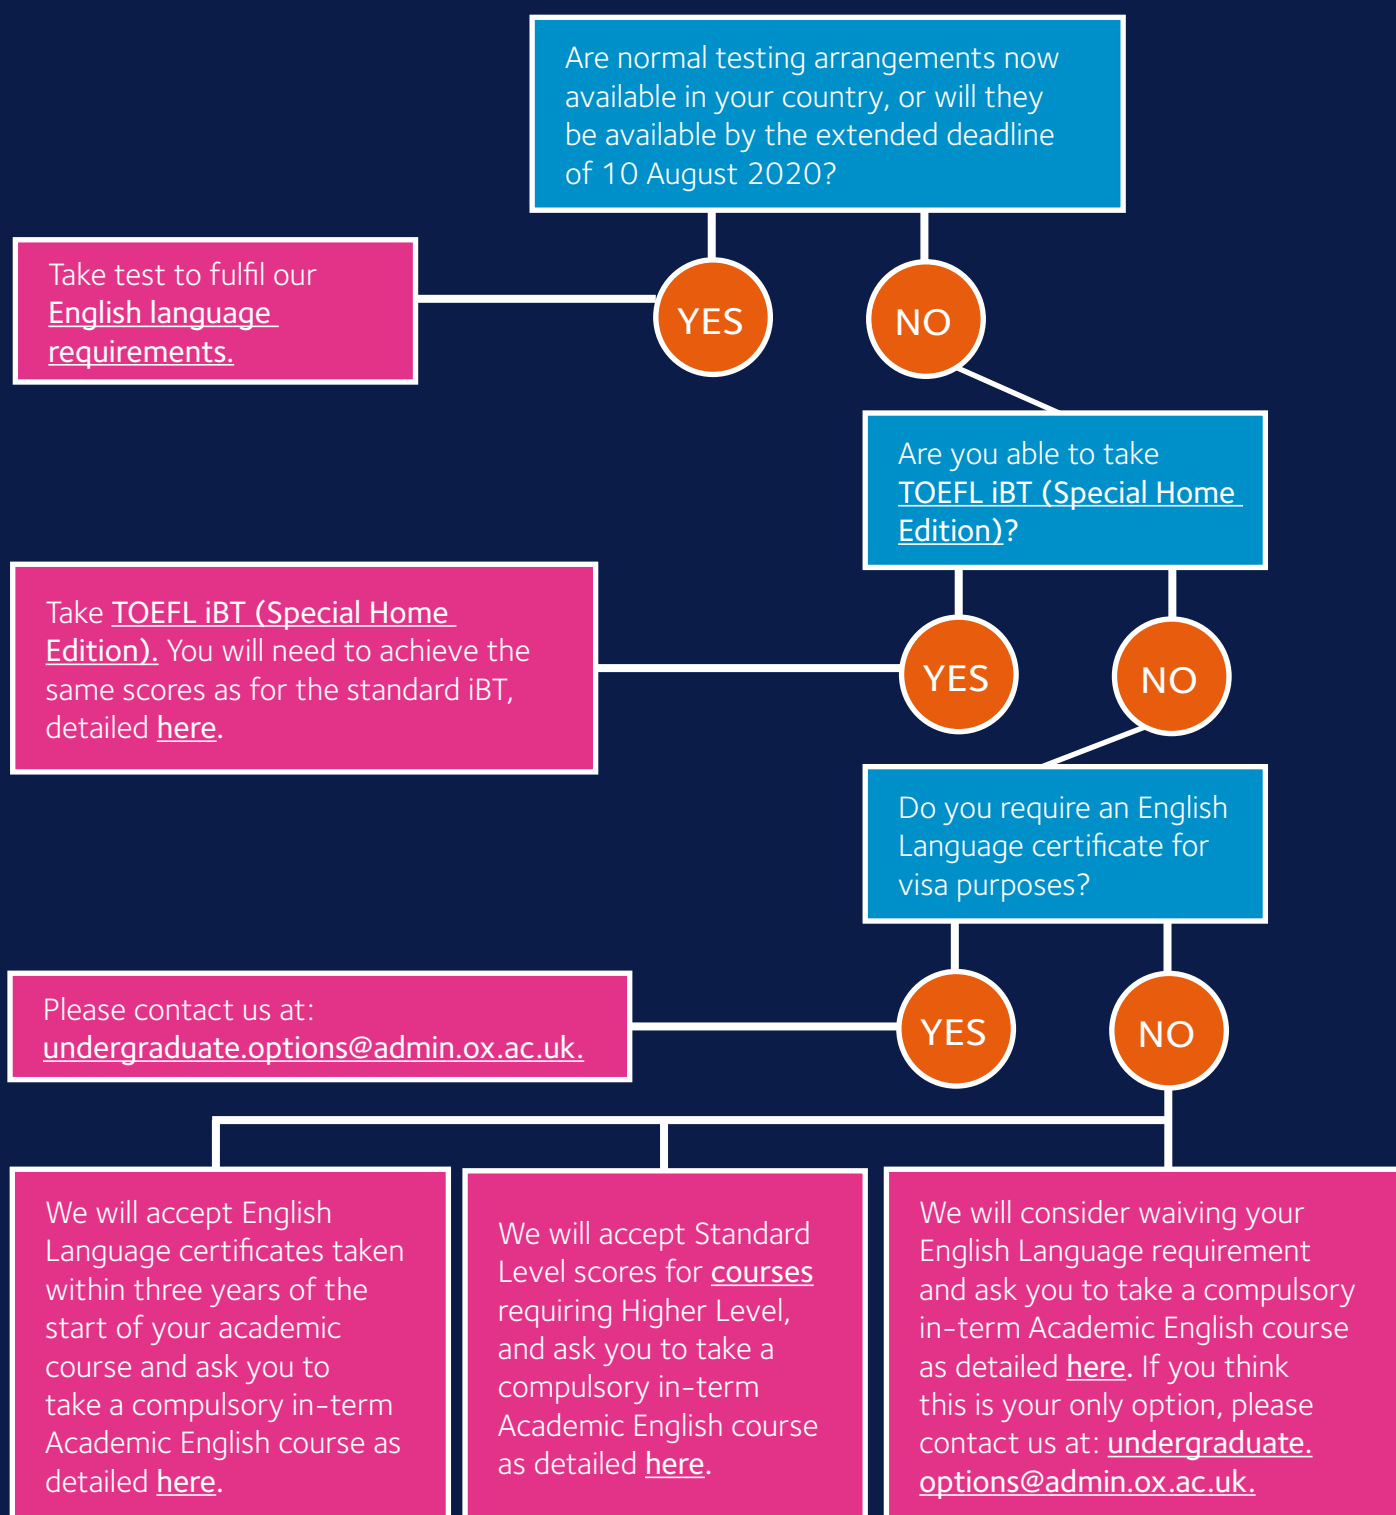 Are normal testing arrangements now
available in your country, or will they
be available by the extended deadline
of 10 August 2020?
YES
NO
Take test to fulfil our
English language
requirements.
Are you able to take
TOEFL iBT (Special Home
Edition)?
YES
NO
Take TOEFL iBT (Special Home
Edition). You will need to achieve the
same scores as for the standard iBT,
detailed here.
Do you require an English
Language certificate for
visa purposes?
YES
NO
Please contact us at:
undergraduate.options@admin.ox.ac.uk.
We will accept English
Language certificates taken
within three years of the
start of your academic
course and ask you to
take a compulsory in-term
Academic English course as
detailed here.
We will accept Standard
Level scores for courses
requiring Higher Level,
and ask you to take a
compulsory in-term
Academic English course
as detailed here.
We will consider waiving your
English Language requirement
and ask you to take a compulsory
in-term Academic English course
as detailed here. If you think
this is your only option, please
contact us at: undergraduate.
options@admin.ox.ac.uk.